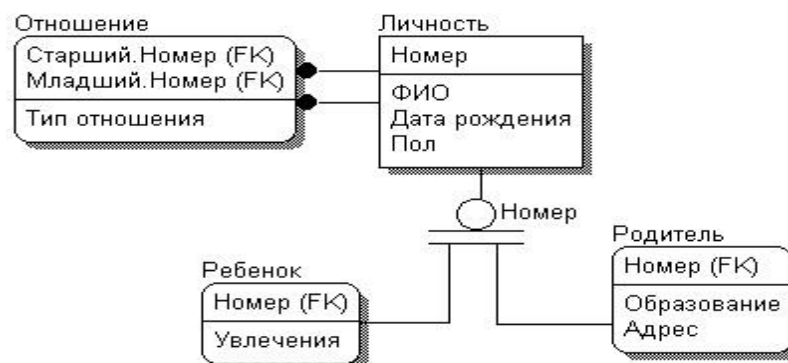 Отношение
Старший.Номер (FK)
Младший.Номер (FK)
Тип отношения
Личность
Номер
ФИО
Дата рождения
Пол
Номер
Ребенок
Номер (FK)
Увлечения
Родитель
Номер (FK)
Образование
Адрес